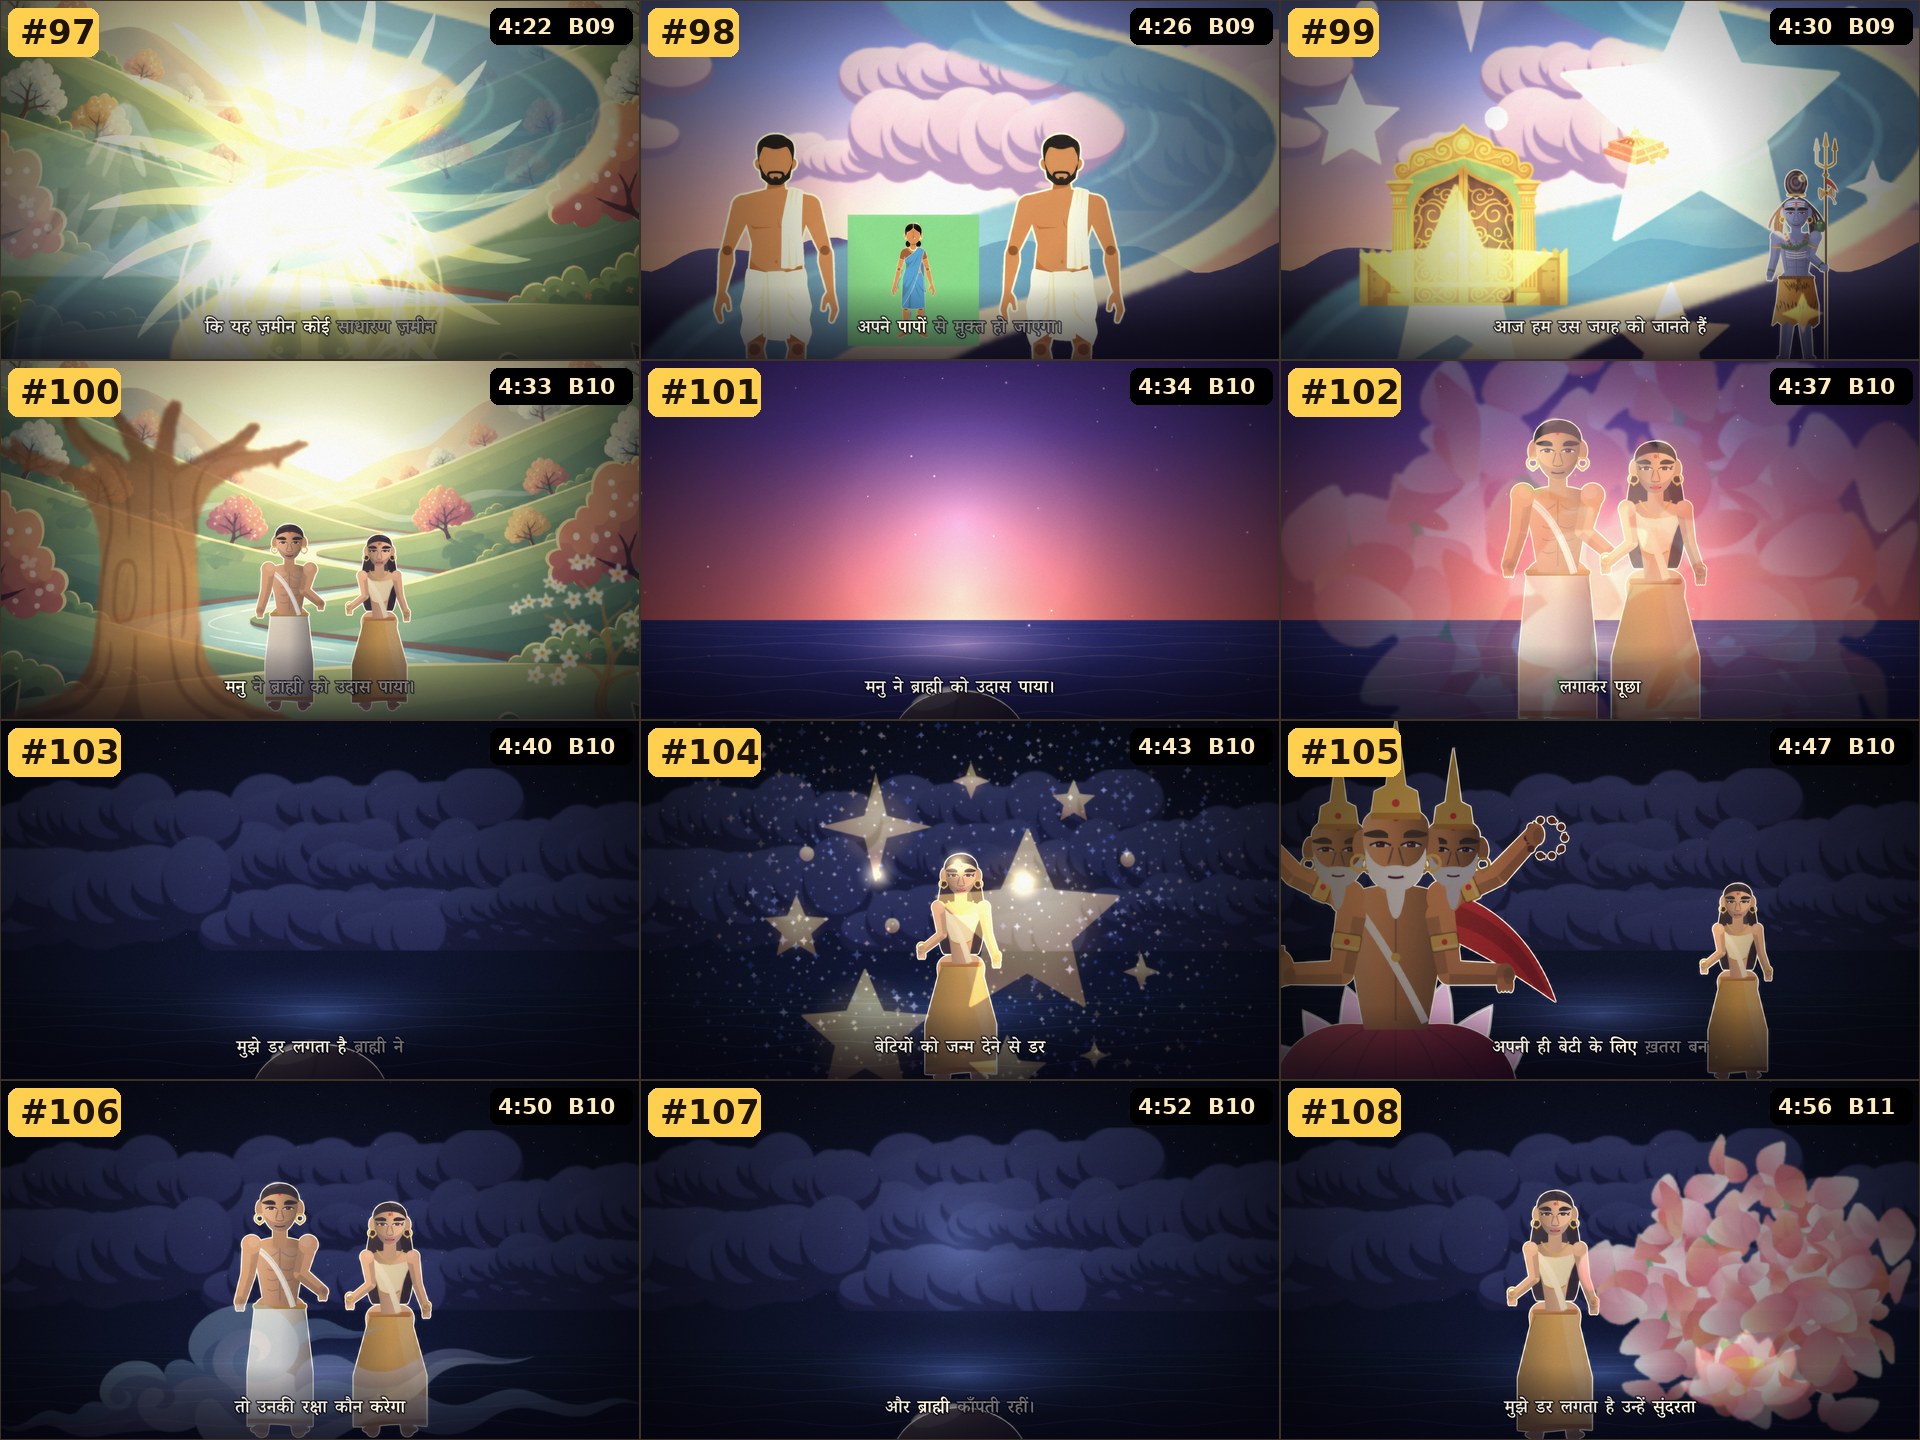 #97
4:22 B09
कि यह ज़मीन कोई साधारण ज़मीन
#98
4:26 B09
अपने पापों से मुक्त हो जाएगा।
#99
4:30 B09
आज हम उस जगह को जानते हैं
#100
4:33 B10
मनु ने ब्राह्मी को उदास पाया।
#101
4:34 B10
मनु ने ब्राह्मी को उदास पाया।
#102
4:37 B10
लगाकर पूछा
#103
4:40 B10
मुझे डर लगता है ब्राह्मी ने
#104
4:43 B10
बेटियों को जन्म देने से डर
#105
4:47 B10
अपनी ही बेटी के लिए ख़तरा बन
#106
4:50 B10
तो उनकी रक्षा कौन करेगा
#107
4:52 B10
और ब्राह्मी काँपती रहीं।
#108
4:56 B11
मुझे डर लगता है उन्हें सुंदरता